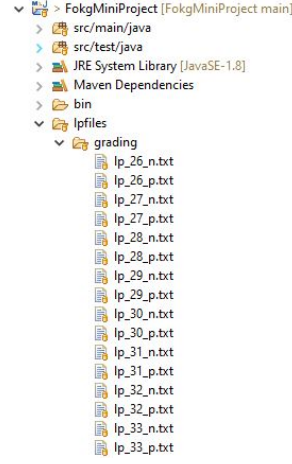 > FokgMiniProject [FokgMiniProject main]
src/main/java
src/test/java
JRE System Library [JavaSE-1.8]
Maven Dependencies
bin
lpfiles
grading
lp_26_n.txt
lp_26_p.txt
lp_27_n.txt
lp_27_p.txt
lp_28_n.txt
lp_28_p.txt
lp_29_n.txt
lp_29_p.txt
lp_30_n.txt
lp_30_p.txt
lp_31_n.txt
lp_31_p.txt
lp_32_n.txt
lp_32_p.txt
lp_33_n.txt
lp_33_p.txt